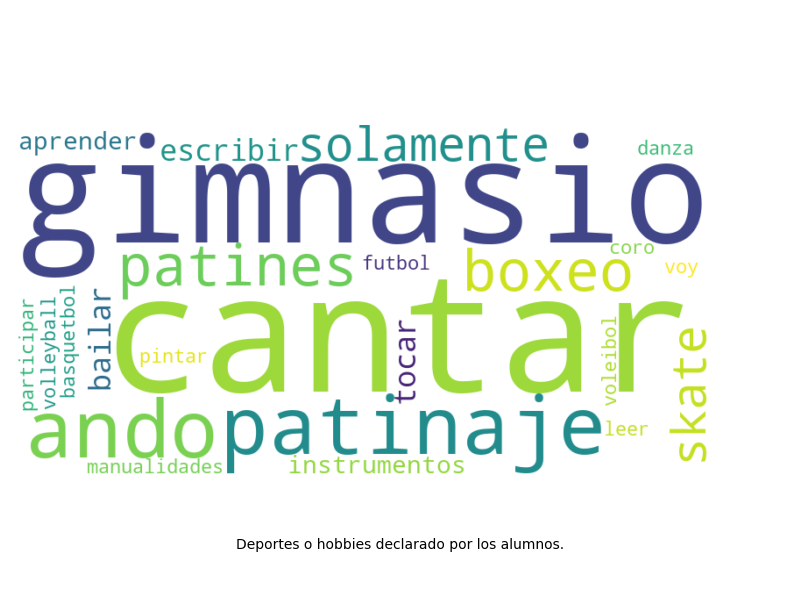 aprender
escribir
solamente
danza
gimnasio
patines
futbol
boxeo
coro
voy
participar
volleyball
basquetbol
bailar
cantar
pintar
tocar
voleibol
skate
ando
patinaje
leer
manualidades
instrumentos
Deportes o hobbies declarado por los alumnos.